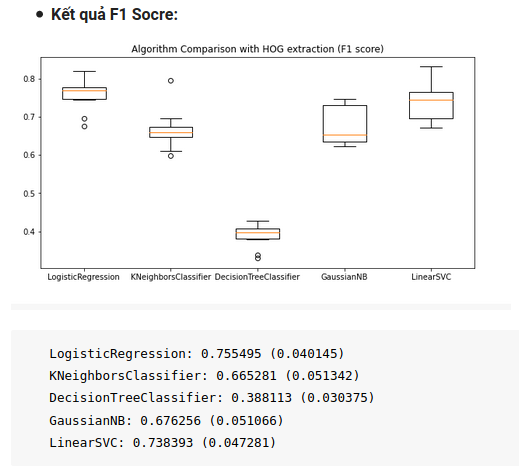 Kết quả F1 Socre:
Algorithm Comparison with HOG extraction (F1 score)
0.8
0.7
0.6
0.5
0.4
LogisticRegression KNeighborsClassifier DecisionTreeClassifier GaussianNB LinearSVC
LogisticRegression: 0.755495 (0.040145)
KNeighborsClassifier: 0.665281 (0.051342)
DecisionTreeClassifier: 0.388113 (0.030375)
GaussianNB: 0.676256 (0.051066)
LinearSVC: 0.738393 (0.047281)